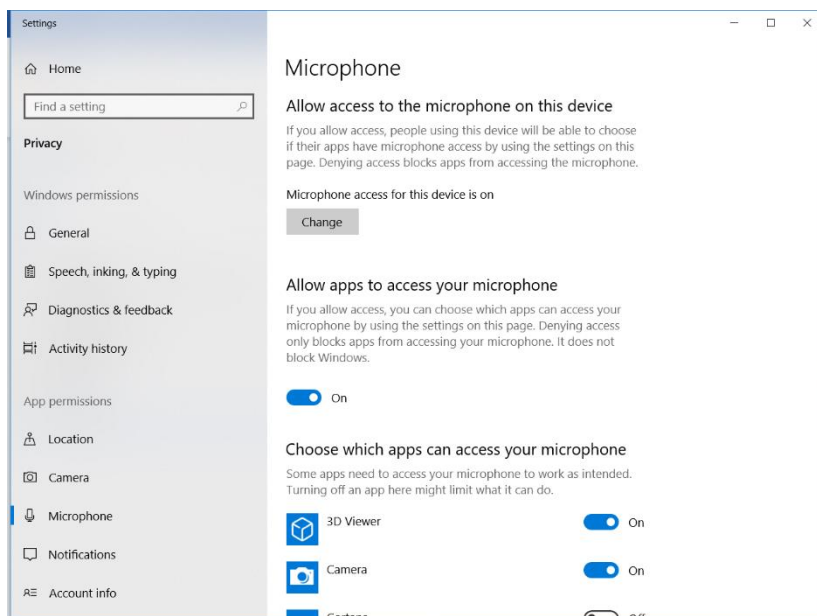 Settings
Home
Find a setting
Privacy
Windows permissions
General
Speech, inking, & typing
Diagnostics & feedback
Activity history
App permissions
Location
Camera
Microphone
Notifications
Account info
Microphone
Allow access to the microphone on this device
If you allow access, people using this device will be able to choose
if their apps have microphone access by using the settings on this
page. Denying access blocks apps from accessing the microphone.
Microphone access for this device is on
Change
Allow apps to access your microphone
If you allow access, you can choose which apps can access your
microphone by using the settings on this page. Denying access
only blocks apps from accessing your microphone. It does not
block Windows.
On
Choose which apps can access your microphone
Some apps need to access your microphone to work as intended.
Turning off an app here might limit what it can do.
3D Viewer On
Camera On